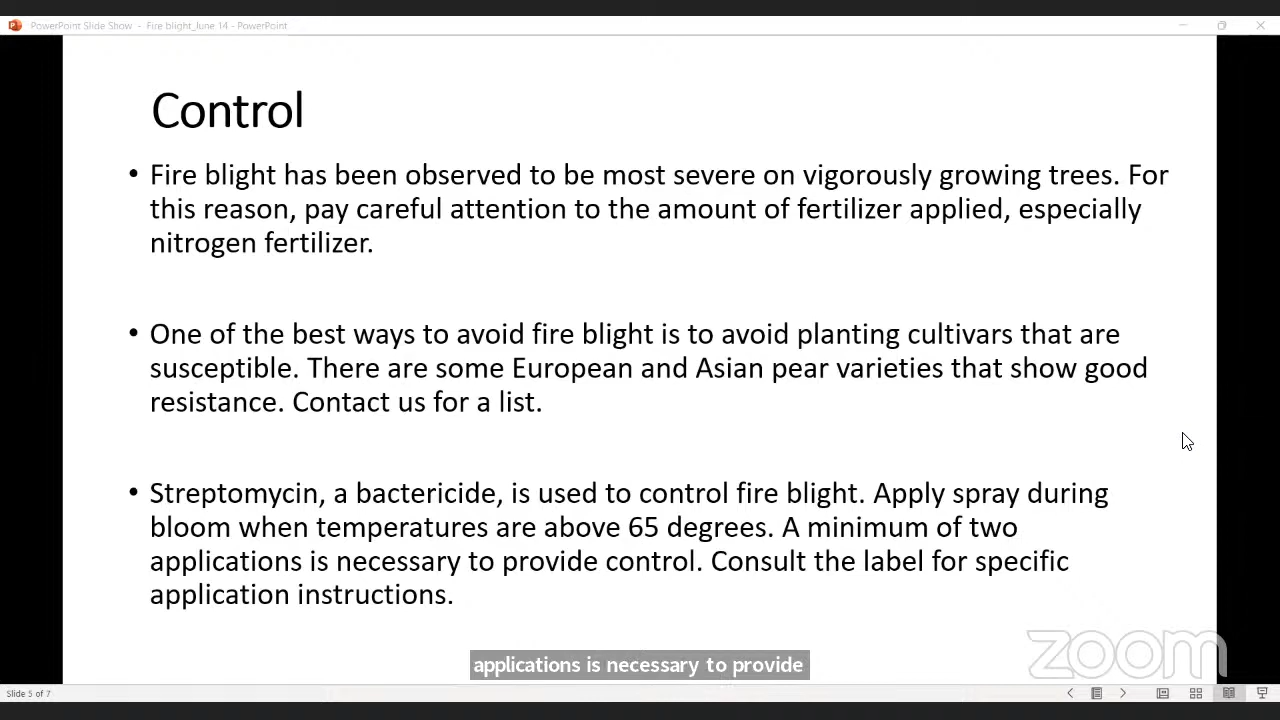 PowerPoint Slide Show - Fire blight_June 14 - PowerPoint
Control
• Fire blight has been observed to be most severe on vigorously growing trees. For
this reason, pay careful attention to the amount of fertilizer applied, especially
nitrogen fertilizer.
• One of the best ways to avoid fire blight is to avoid planting cultivars that are
susceptible. There are some European and Asian pear varieties that show good
resistance. Contact us for a list.
• Streptomycin, a bactericide, is used to control fire blight. Apply spray during
bloom when temperatures are above 65 degrees. A minimum of two
applications is necessary to provide control. Consult the label for specific
application instructions.
zoom
applications is necessary to provide
Slide 5 of 7